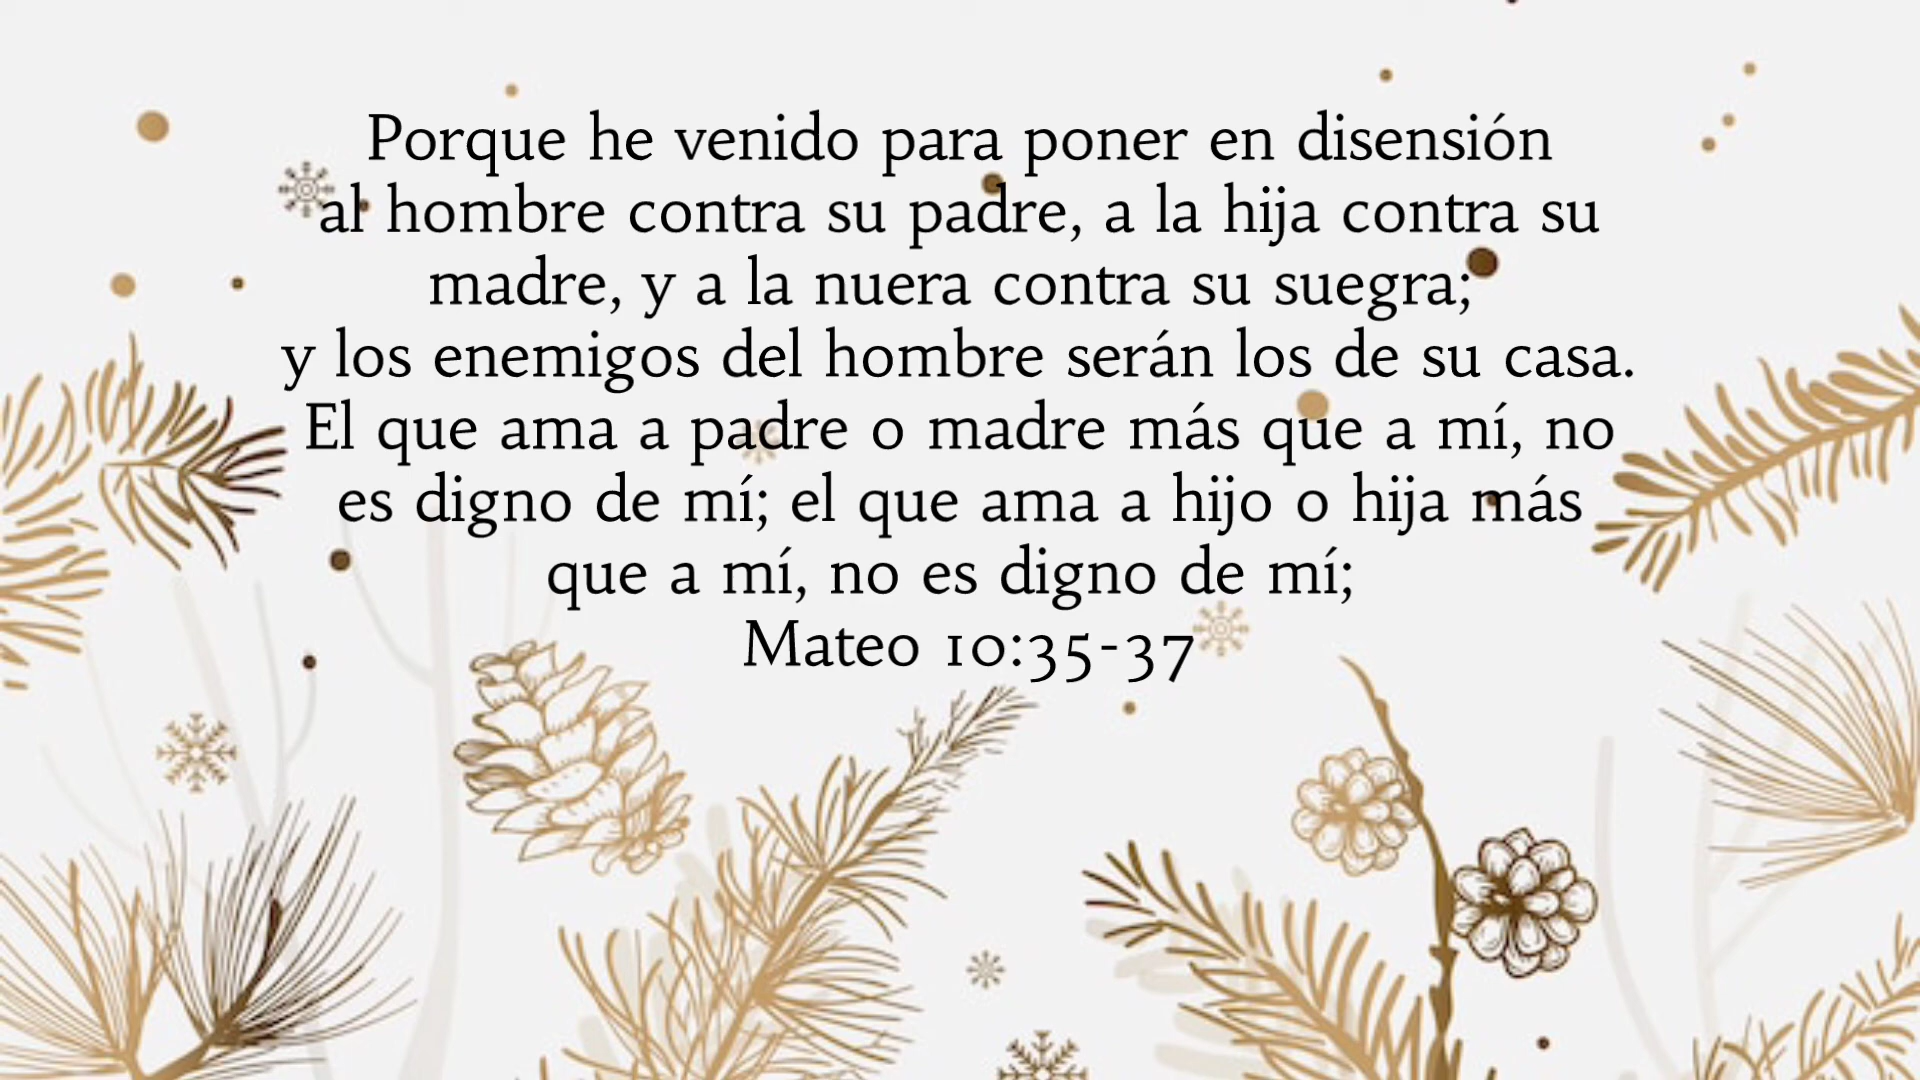 Porque he venido para poner en disensión
al hombre contra su padre, a la hija contra su
madre, y a la nuera contra su suegra;
y los enemigos del hombre serán los de su casa.
El que ama a padre o madre más que a mí, no
es digno de mí; el que ama a hijo o hija más
que a mí, no es digno de mí;
Mateo 10:35-37